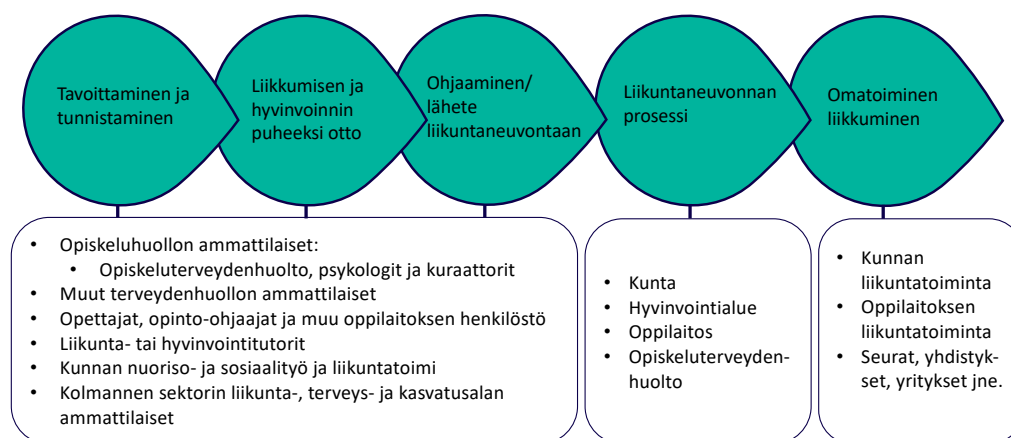 Tavoittaminen ja
tunnistaminen
Liikkumisen ja
hyvinvoinnin
puheeksi otto
Ohjaaminen/
lähete
liikuntaneuvontaan
Liikuntaneuvonnan
prosessi
Omatoiminen
liikkuminen
• Opiskeluhuollon ammattilaiset:
• Opiskeluterveydenhuolto, psykologit ja kuraattorit
• Muut terveydenhuollon ammattilaiset
• Opettajat, opinto-ohjaajat ja muu oppilaitoksen henkilöstö
• Liikunta- tai hyvinvointitutorit
• Kunnan nuoriso- ja sosiaalityö ja liikuntatoimi
• Kolmannen sektorin liikunta-, terveys- ja kasvatusalan
ammattilaiset
• Kunta
• Hyvinvointialue
• Oppilaitos
• Opiskeluterveyden-
huolto
• Kunnan
liikuntatoiminta
• Oppilaitoksen
liikuntatoiminta
• Seurat, yhdistyk-
set, yritykset jne.